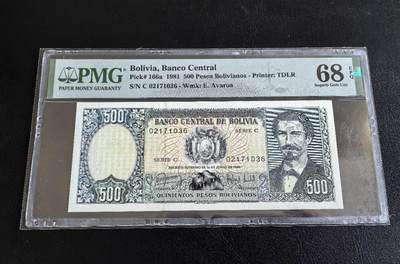 PMG
PAPER MONEY GUARANTY
Bolivia, Banco Central
Pick# 166a 1981 500 Pesos Bolivianos - Printer: TDLR
S/N C 02171036 - Wmk: E. Avaroa
68 EPQ
Superb Gem Unc
500
BANCO CENTRAL DE BOLIVIA
02171036
SERIE C
SERIE C
02171036
500
500
QUINIENTOS PESOS BOLIVIANOS